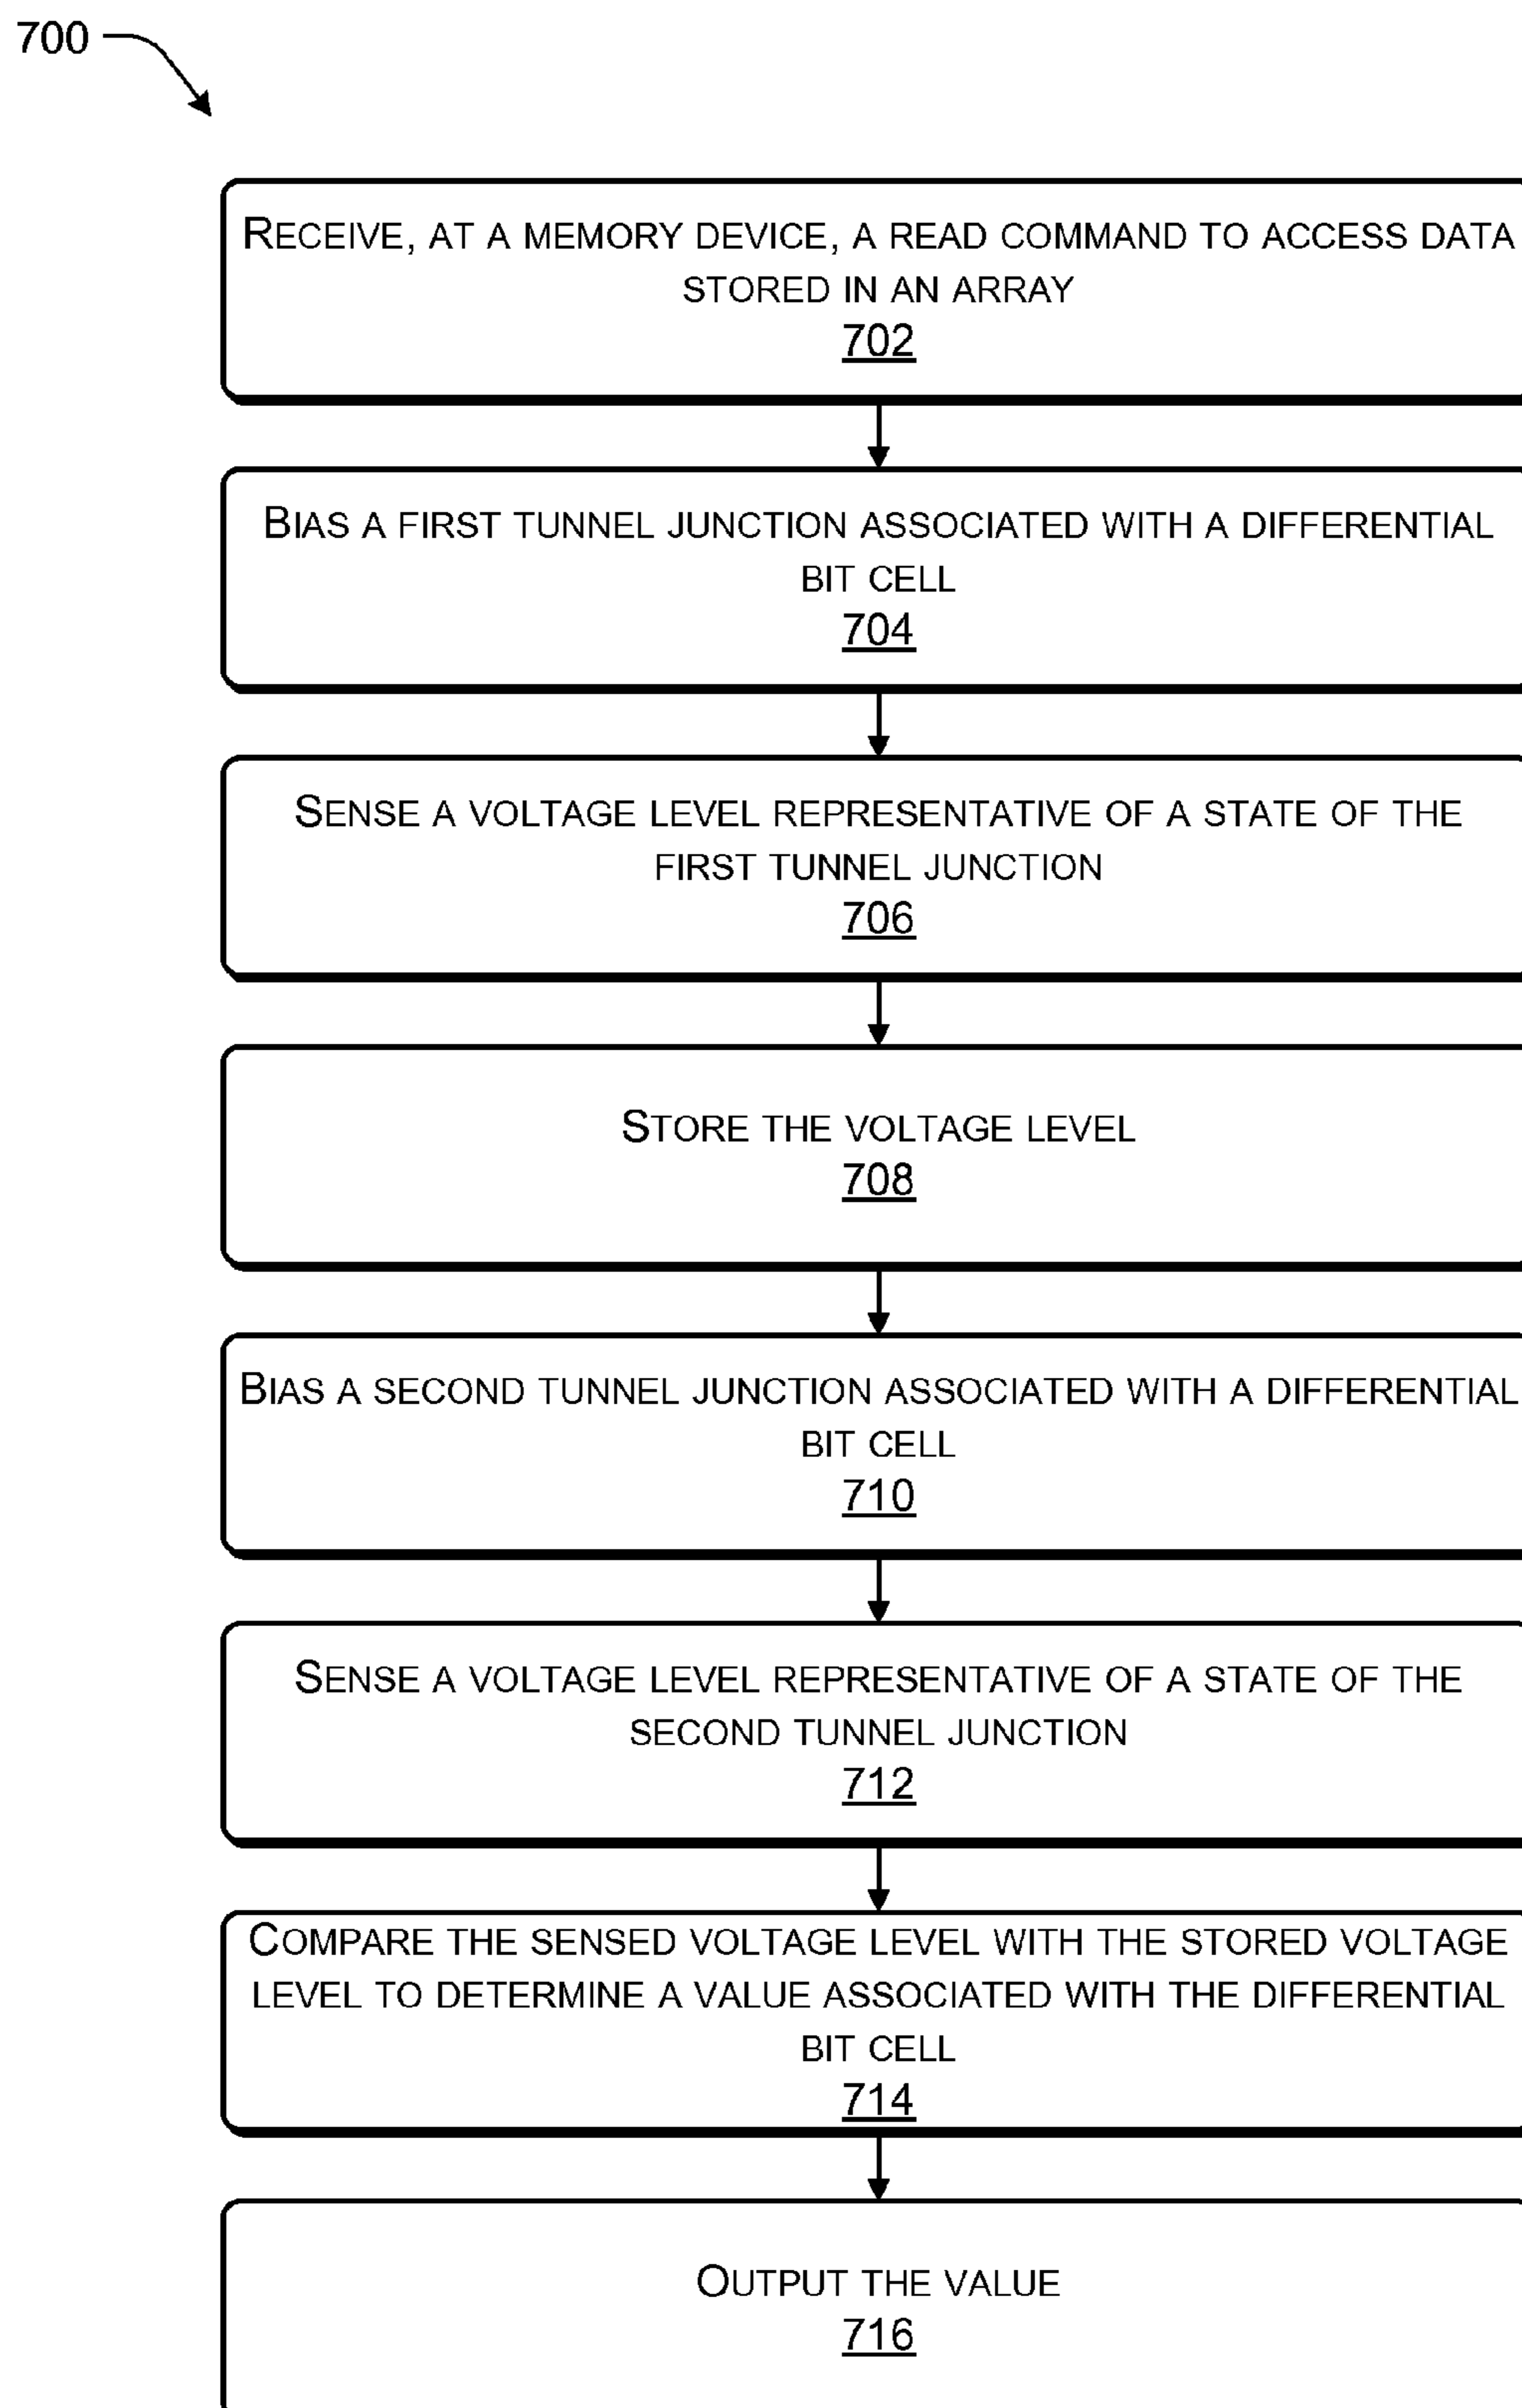 700
RECEIVE, AT A MEMORY DEVICE, A READ COMMAND TO ACCESS DATA
STORED IN AN ARRAY
702
BIAS A FIRST TUNNEL JUNCTION ASSOCIATED WITH A DIFFERENTIAL
BIT CELL
704
SENSE A VOLTAGE LEVEL REPRESENTATIVE OF A STATE OF THE
FIRST TUNNEL JUNCTION
706
STORE THE VOLTAGE LEVEL
708
BIAS A SECOND TUNNEL JUNCTION ASSOCIATED WITH A DIFFERENTIAL
BIT CELL
710
SENSE A VOLTAGE LEVEL REPRESENTATIVE OF A STATE OF THE
SECOND TUNNEL JUNCTION
712
COMPARE THE SENSED VOLTAGE LEVEL WITH THE STORED VOLTAGE
LEVEL TO DETERMINE A VALUE ASSOCIATED WITH THE DIFFERENTIAL
BIT CELL
714
OUTPUT THE VALUE
716